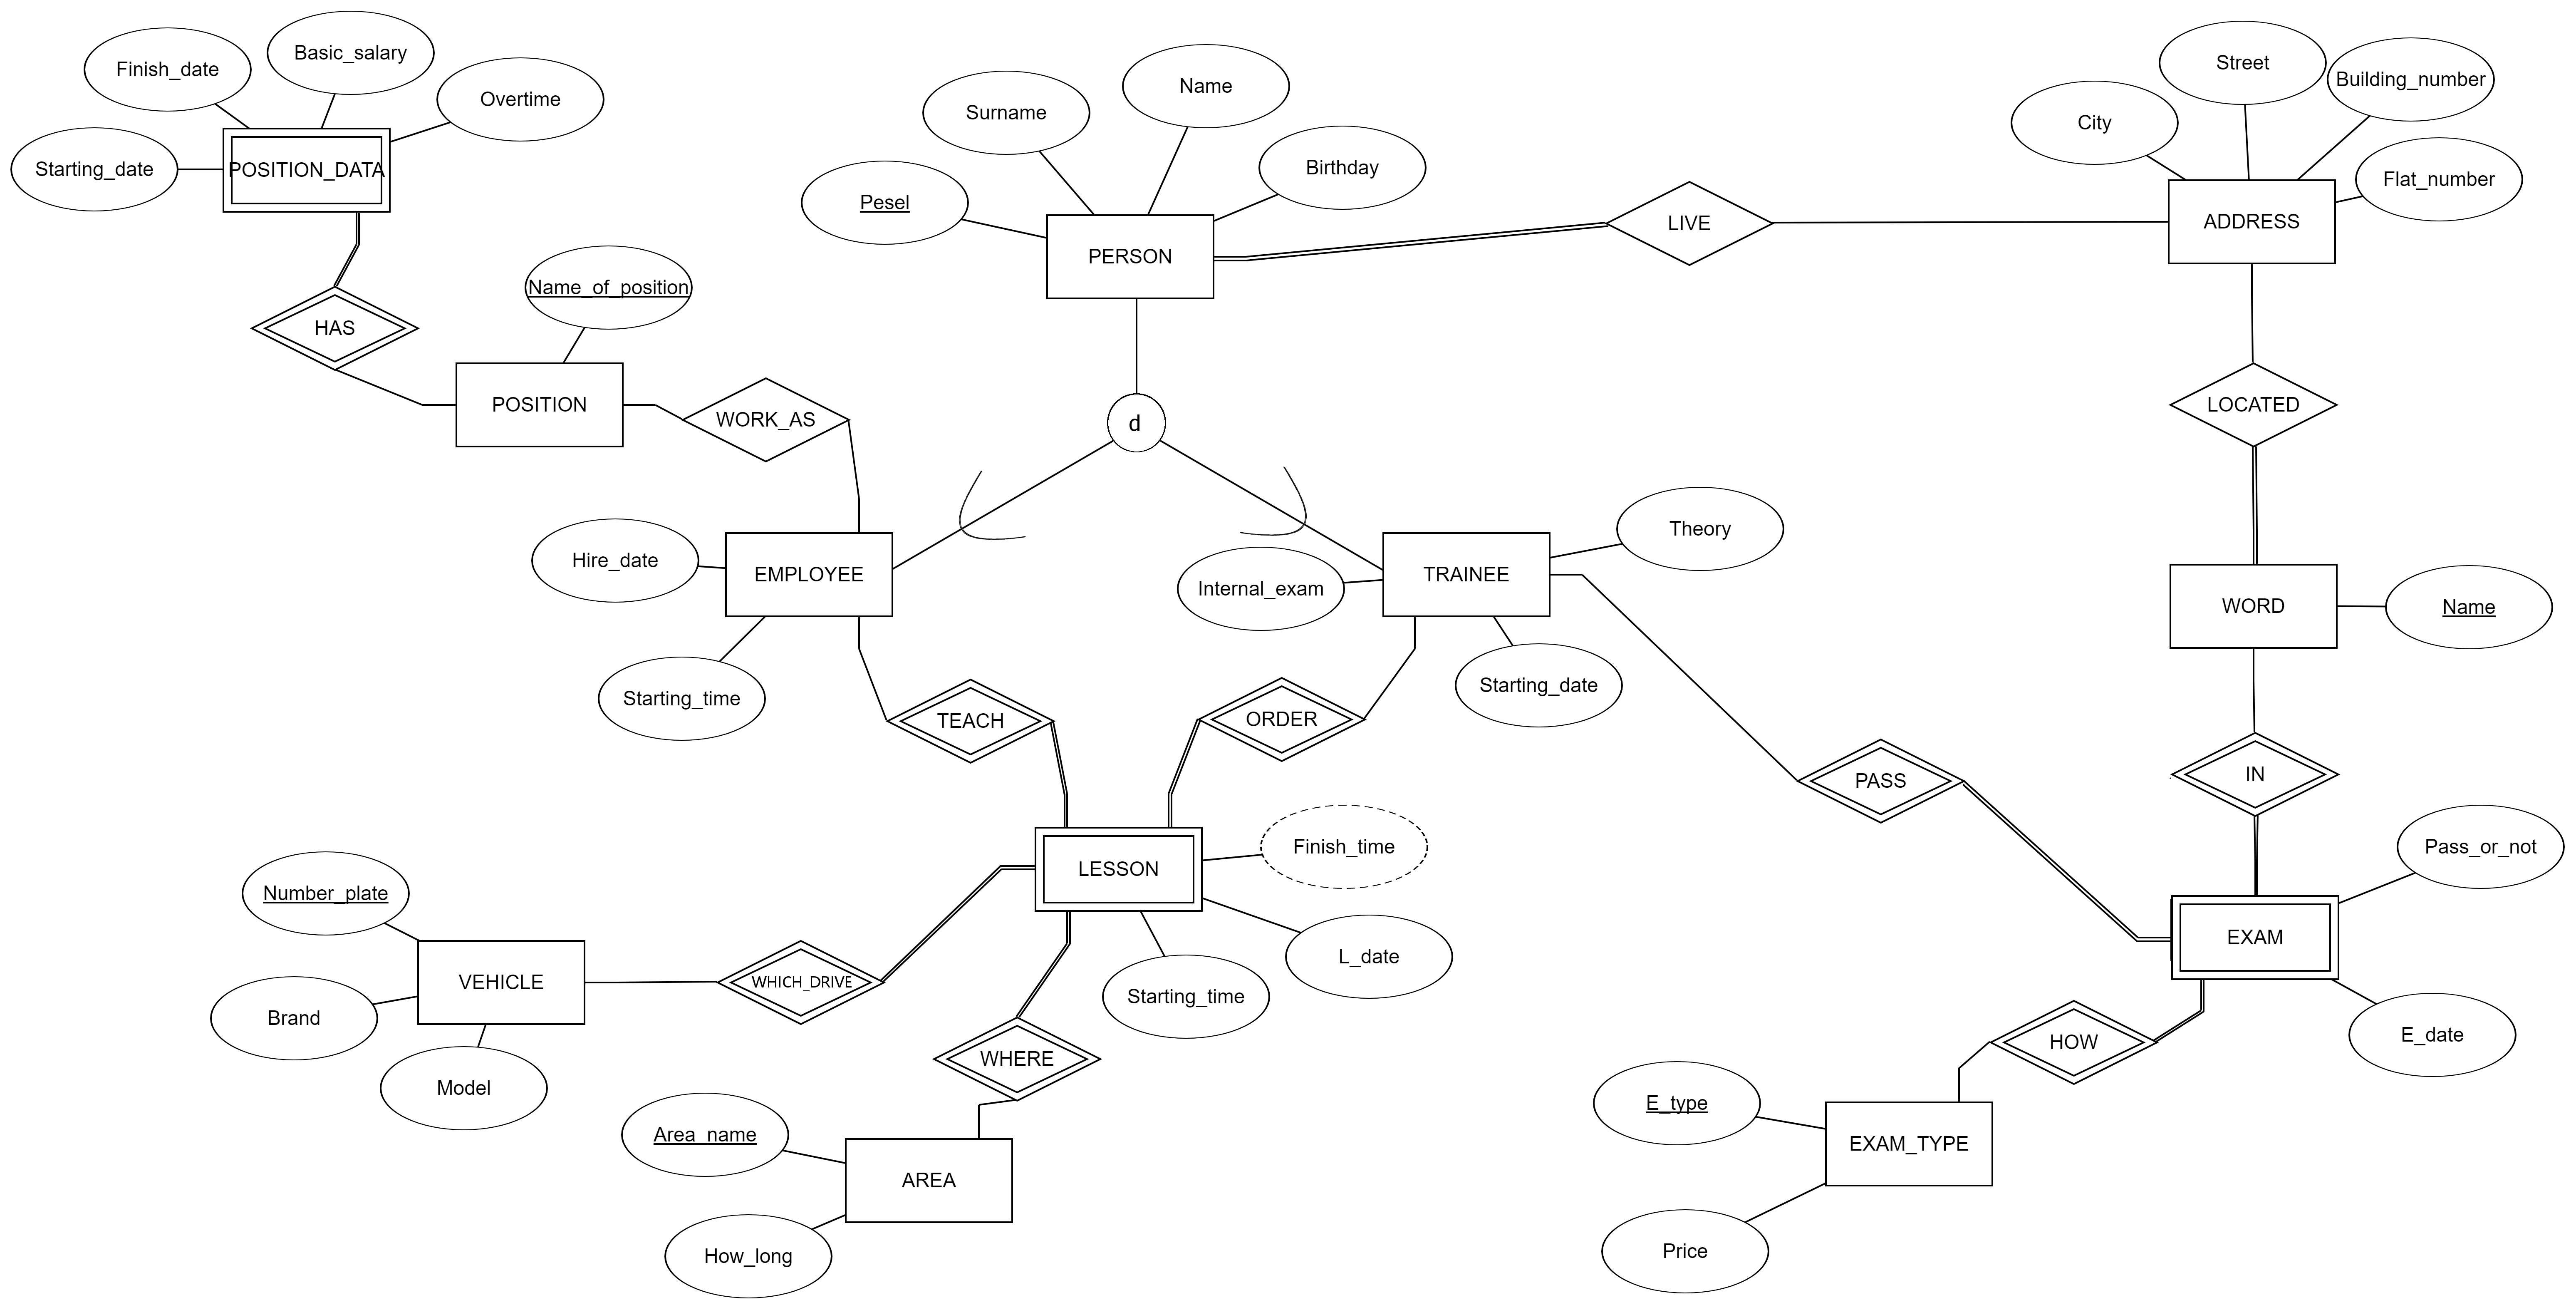 Finish_date
Basic_salary
Overtime
Starting_date
POSITION_DATA
HAS
Name_of_position
POSITION
WORK_AS
Surname
Name
Birthday
Pesel
PERSON
LIVE
City
Street
Building_number
Flat_number
ADDRESS
LOCATED
WORD
Name
d
Hire_date
EMPLOYEE
Starting_time
Internal_exam
TRAINEE
Theory
Starting_date
TEACH
ORDER
PASS
IN
Pass_or_not
EXAM
E_date
HOW
E_type
EXAM_TYPE
Price
LESSON
Finish_time
L_date
Starting_time
Number_plate
VEHICLE
Brand
Model
WHICH_DRIVE
WHERE
Area_name
AREA
How_long